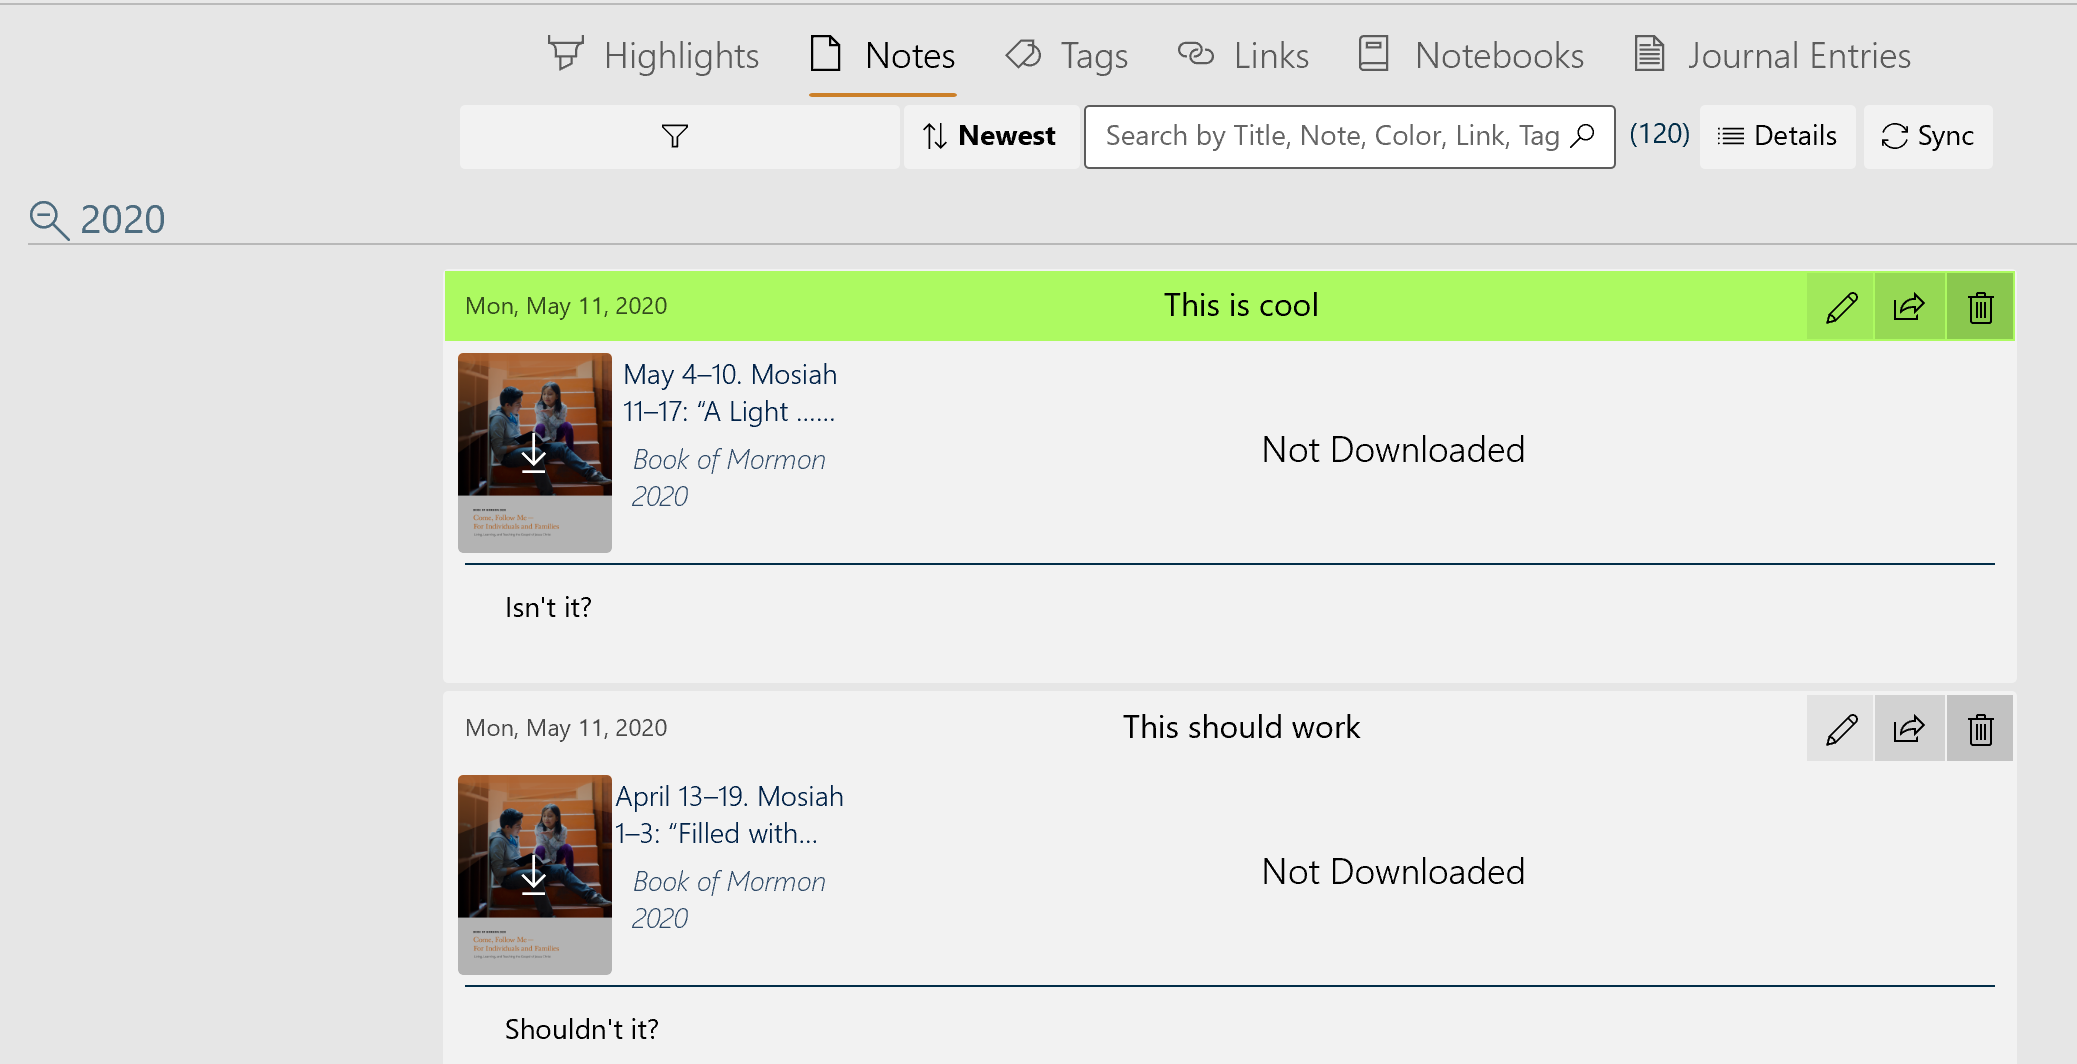 Highlights Notes Tags Links Notebooks Journal Entries
Newest Search by Title, Note, Color, Link, Tag (120) Details Sync
2020
Mon, May 11, 2020 This is cool
May 4–10. Mosiah
11–17: “A Light ......
Book of Mormon
2020
Not Downloaded
Come, Follow Me—
For Individuals and Families
Isn't it?
Mon, May 11, 2020 This should work
April 13–19. Mosiah
1–3: “Filled with...
Book of Mormon
2020
Not Downloaded
Come, Follow Me—
For Individuals and Families
Shouldn't it?